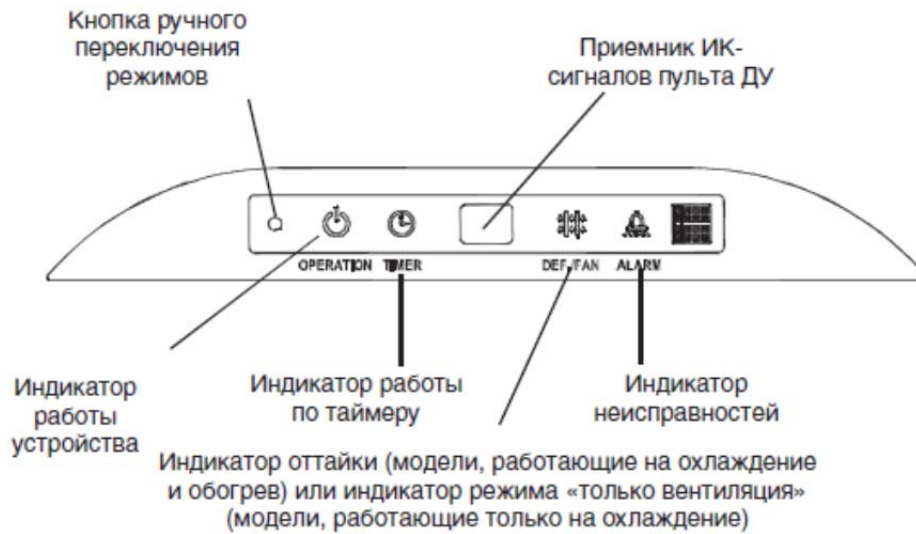 Кнопка ручного
переключения
режимов
Приемник ИК-
сигналов пульта ДУ
OPERATION TIMER DEF./FAN ALARM
Индикатор
работы
устройства
Индикатор работы
по таймеру
Индикатор
неисправностей
Индикатор оттайки (модели, работающие на охлаждение
и обогрев) или индикатор режима «только вентиляция»
(модели, работающие только на охлаждение)